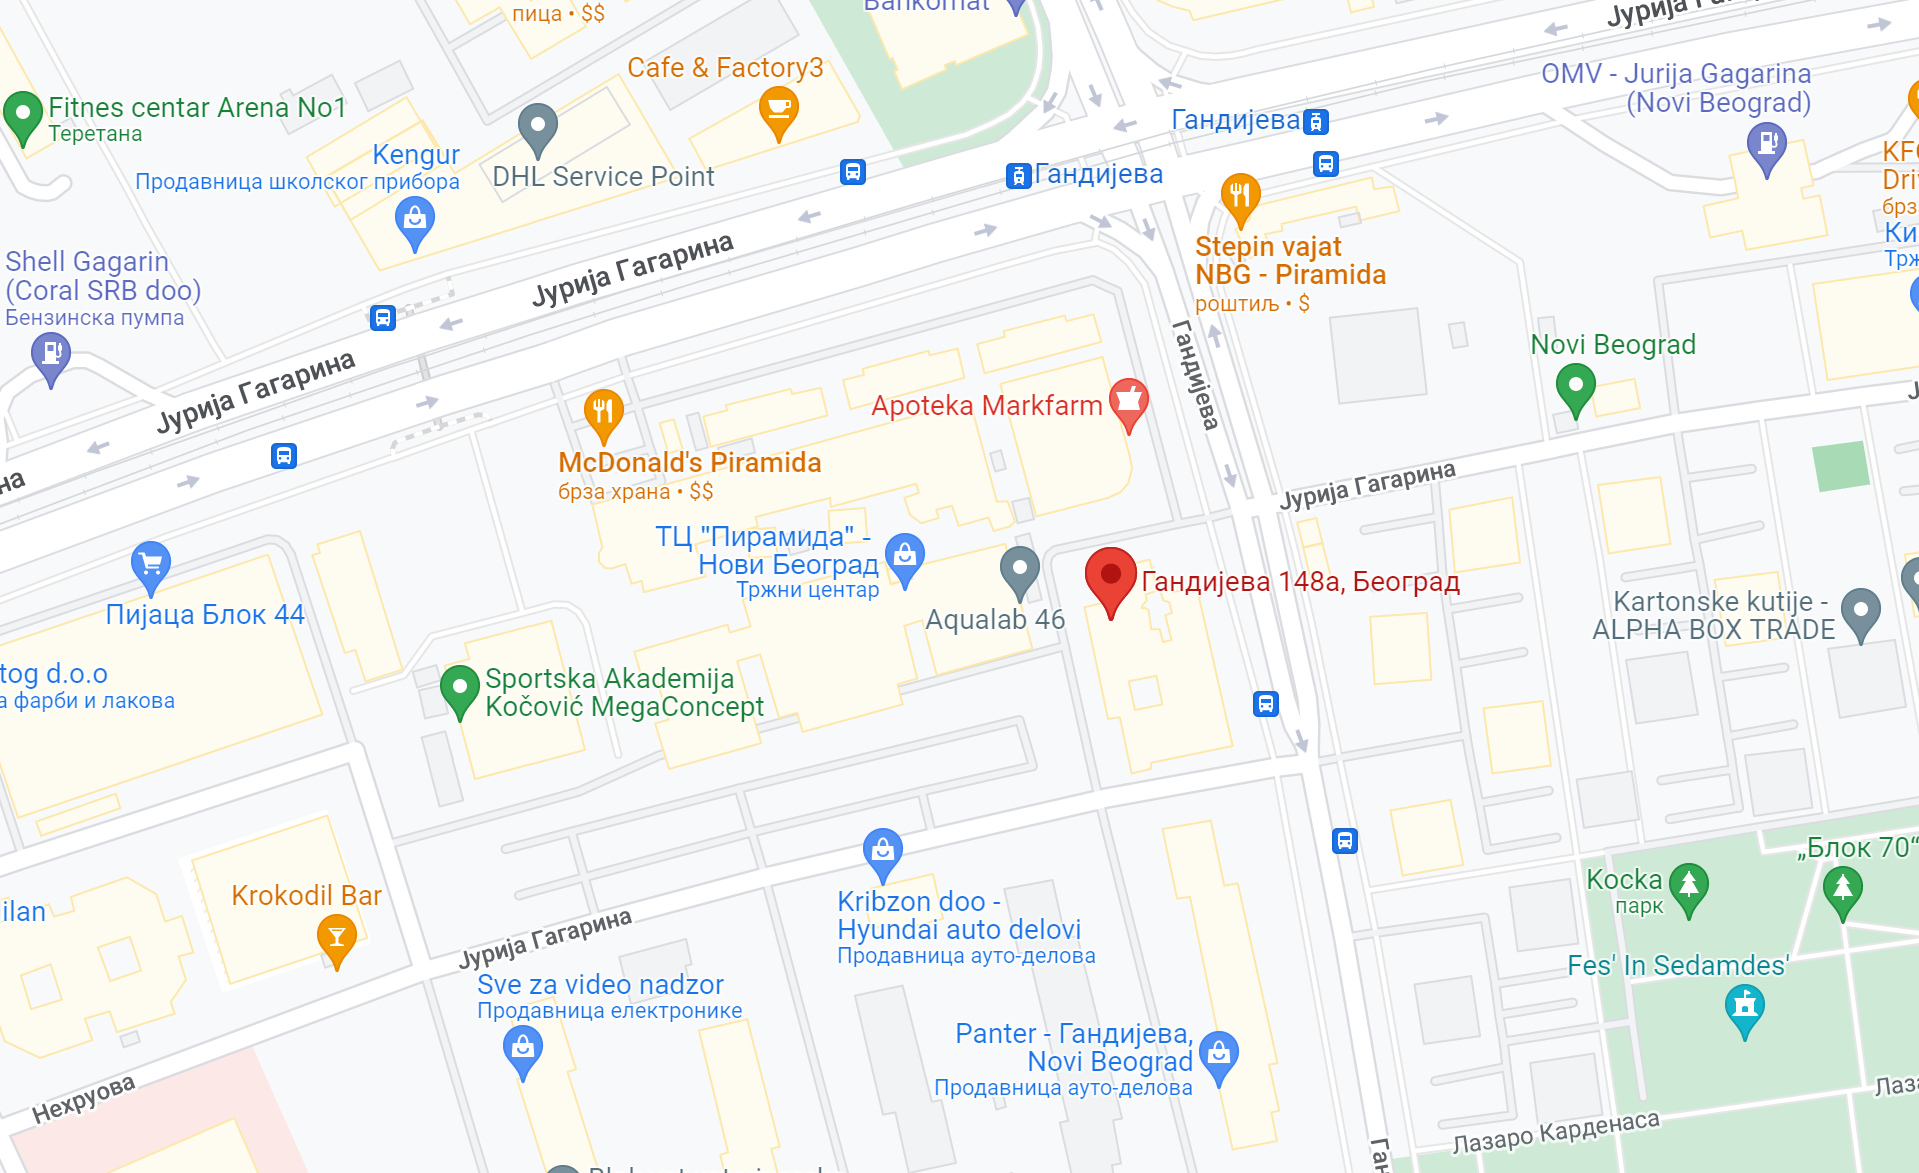 пица • $$
Bankomat
Јурија Гагарина
Cafe & Factory3
OMV - Jurija Gagarina
(Novi Beograd)
Fitnes centar Arena No1
Теретана
Гандијева
Kengur
Продавница школског прибора
DHL Service Point
Гандијева
KFC
брз
Shell Gagarin
(Coral SRB doo)
Бензинска пумпа
Јурија Гагарина
Stepin vajat
NBG - Piramida
роштиљ • $
Гандијева
Novi Beograd
Јурија Гагарина
Apoteka Markfarm
McDonald's Piramida
брза храна • $$
Јурија Гагарина
ТЦ "Пирамида" -
Нови Београд
Тржни центар
Гандијева 148а, Београд
Пијаца Блок 44
Aqualab 46
Kartonske kutije -
ALPHA BOX TRADE
tog d.o.o
а фарби и лакова
Sportska Akademija
Kočović MegaConcept
„Блок 70“
Kocka
парк
Krokodil Bar
ilan
Kribzon doo -
Hyundai auto delovi
Продавница ауто-делова
Јурија Гагарина
Fes' In Sedamdes'
Sve za video nadzor
Продавница електронике
Panter - Гандијева,
Novi Beograd
Продавница ауто-делова
Нехруова
Лаза
Лазаро Карденаса
Ган